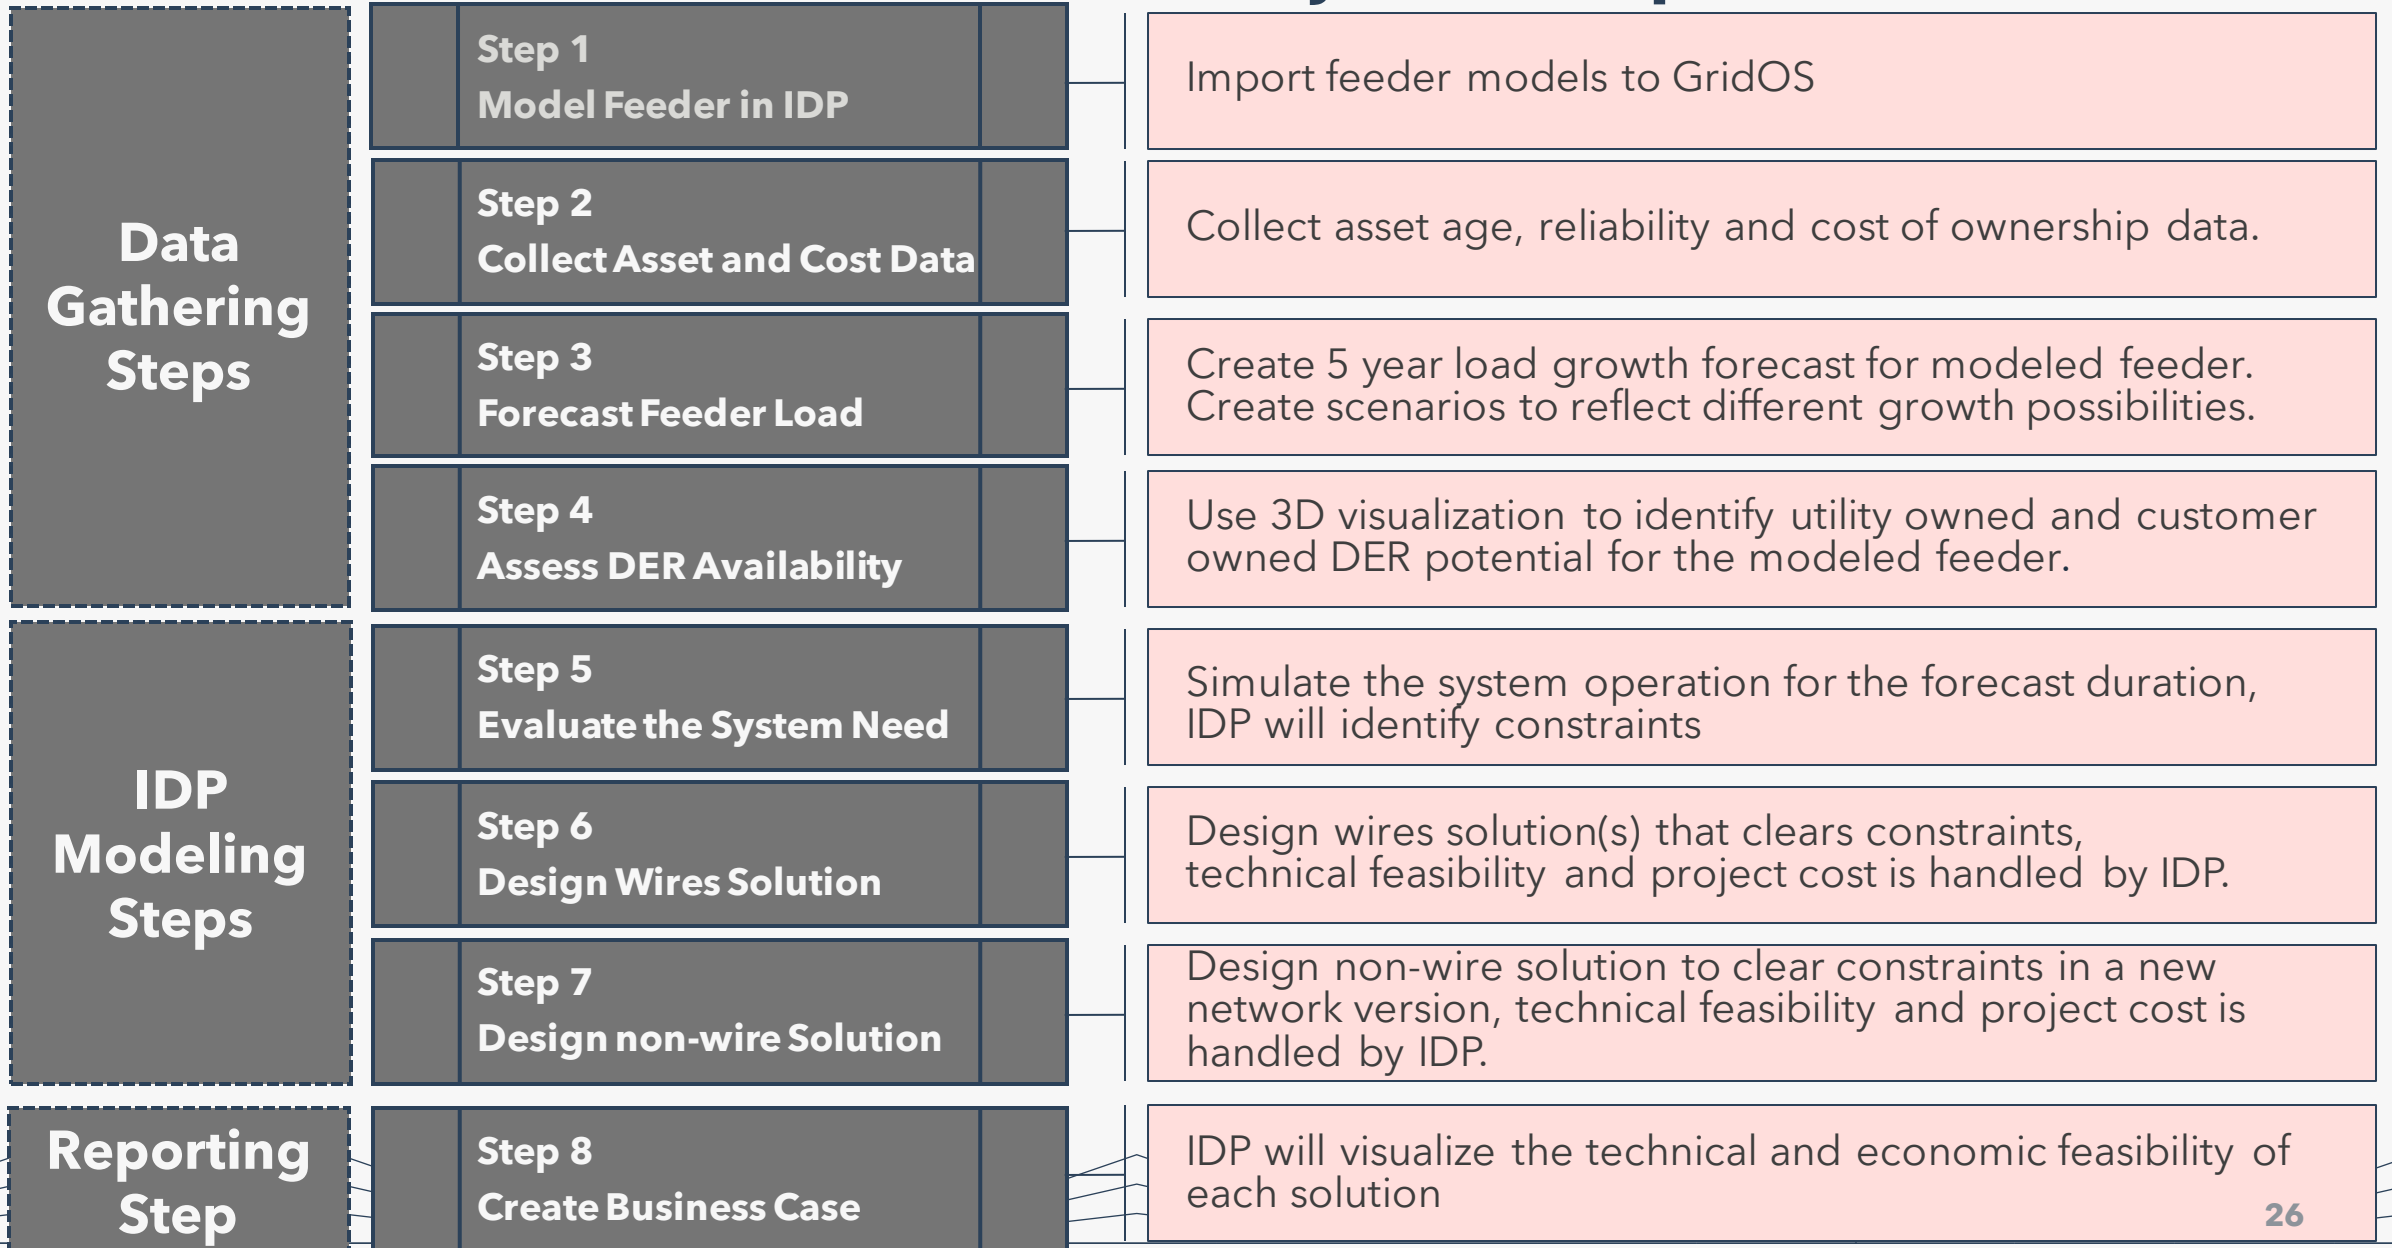 Data
Gathering
Steps
Step 1
Model Feeder in IDP
Import feeder models to GridOS
Step 2
Collect Asset and Cost Data
Collect asset age, reliability and cost of ownership data.
Step 3
Forecast Feeder Load
Create 5 year load growth forecast for modeled feeder.
Create scenarios to reflect different growth possibilities.
Step 4
Assess DER Availability
Use 3D visualization to identify utility owned and customer
owned DER potential for the modeled feeder.
IDP
Modeling
Steps
Step 5
Evaluate the System Need
Simulate the system operation for the forecast duration,
IDP will identify constraints
Step 6
Design Wires Solution
Design wires solution(s) that clears constraints,
technical feasibility and project cost is handled by IDP.
Step 7
Design non-wire Solution
Design non-wire solution to clear constraints in a new
network version, technical feasibility and project cost is
handled by IDP.
Reporting
Step
Step 8
Create Business Case
IDP will visualize the technical and economic feasibility of
each solution
26